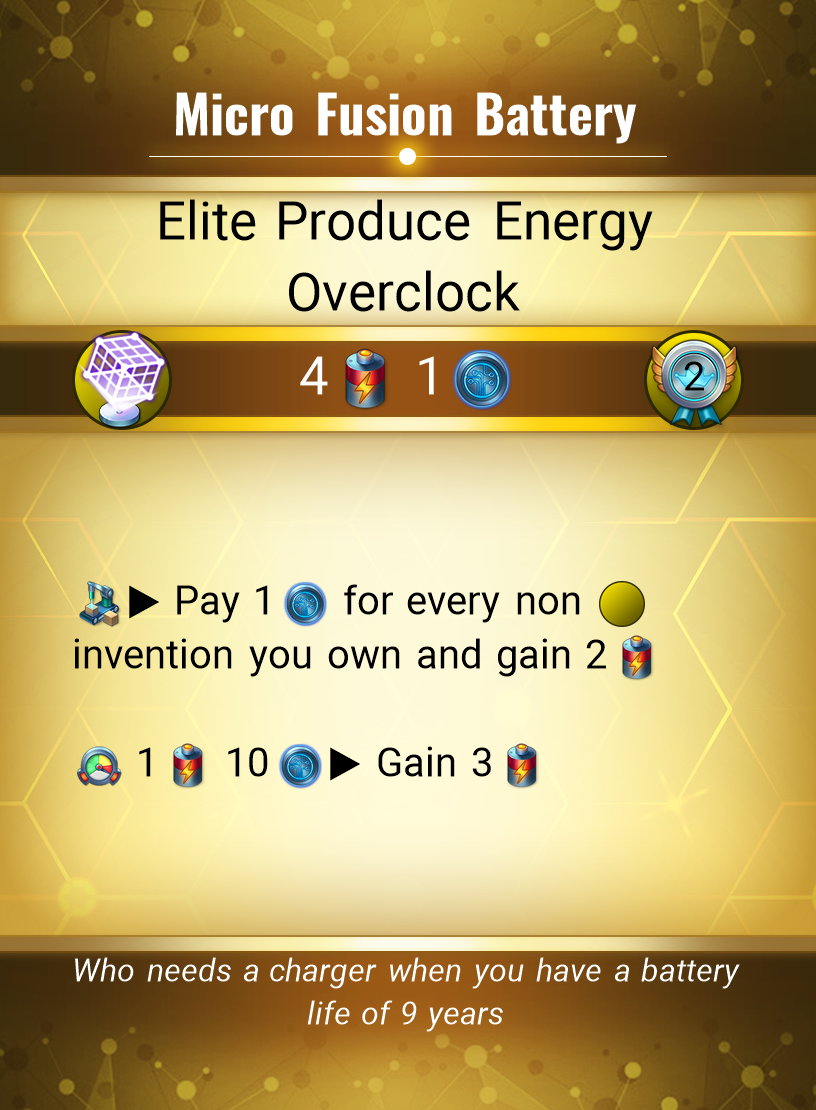 Micro Fusion Battery
Elite Produce Energy
Overclock
4 1 2
▶ Pay 1 for every non
invention you own and gain 2
1 10 ▶ Gain 3
Who needs a charger when you have a battery
life of 9 years